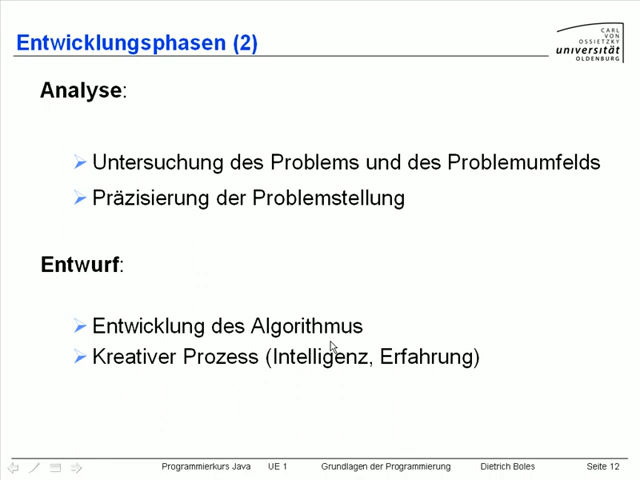 Entwicklungsphasen (2)
CARL
VON
OSSIETZKY
universität
OLDENBURG
Analyse:
Untersuchung des Problems und des Problemumfelds
Präzisierung der Problemstellung
Entwurf:
Entwicklung des Algorithmus
Kreativer Prozess (Intelligenz, Erfahrung)
Programmierkurs Java UE 1 Grundlagen der Programmierung Dietrich Boles Seite 12